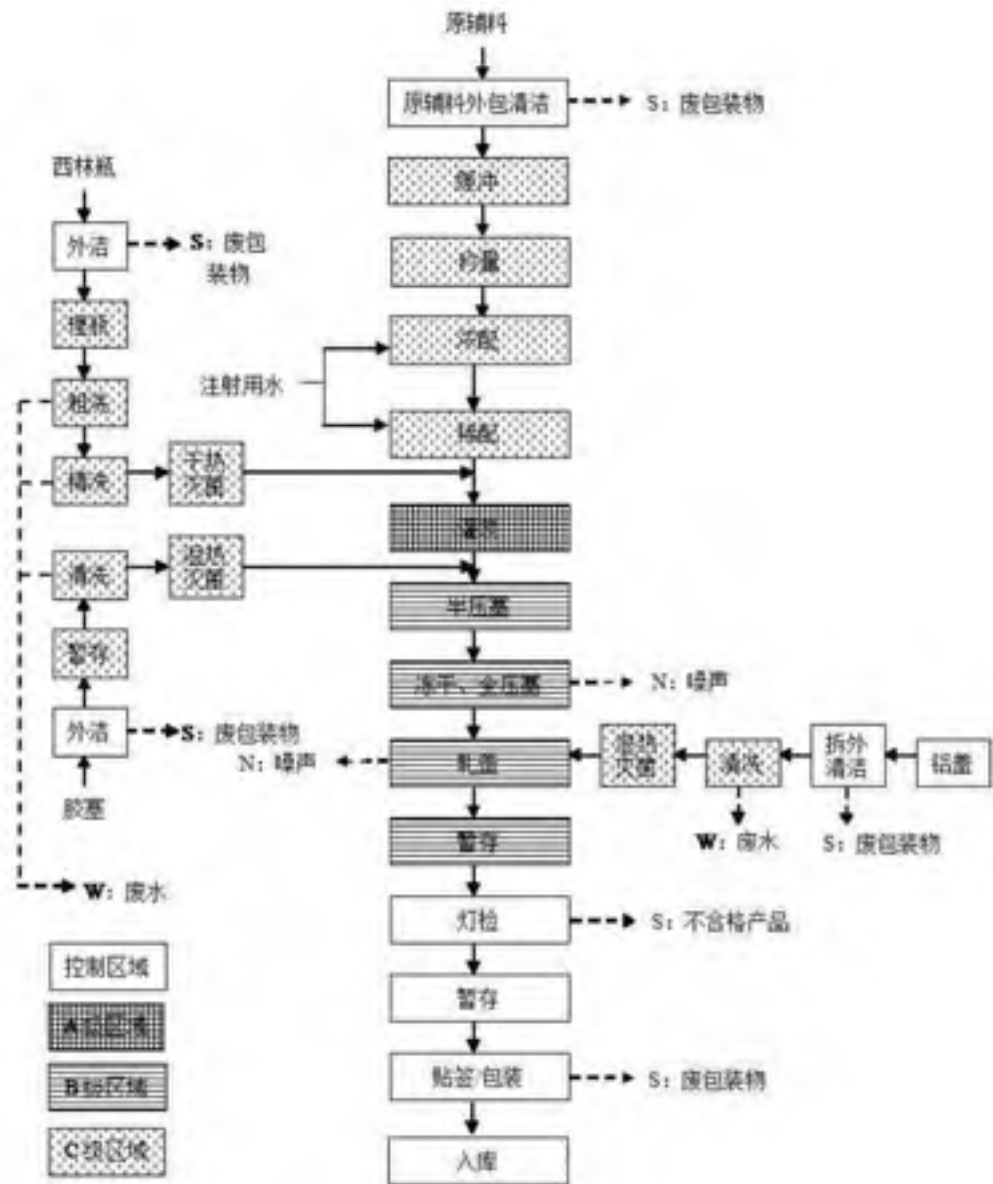 原辅料
原辅料外包清洁
S: 废包装物
西林瓶
缓冲
外洁
S: 废包
装物
称量
理瓶
浓配
粗洗
注射用水
稀配
精洗
干热
灭菌
灌装
清洗
湿热
灭菌
半压塞
暂存
冻干、全压塞
N: 噪声
外洁
S: 废包装物
N: 噪声
轧盖
湿热
灭菌
清洗
拆外
清洁
铝盖
胶塞
暂存
W: 废水
S: 废包装物
W: 废水
灯检
S: 不合格产品
控制区域
暂存
A级区域
贴签/包装
S: 废包装物
B级区域
C级区域
入库